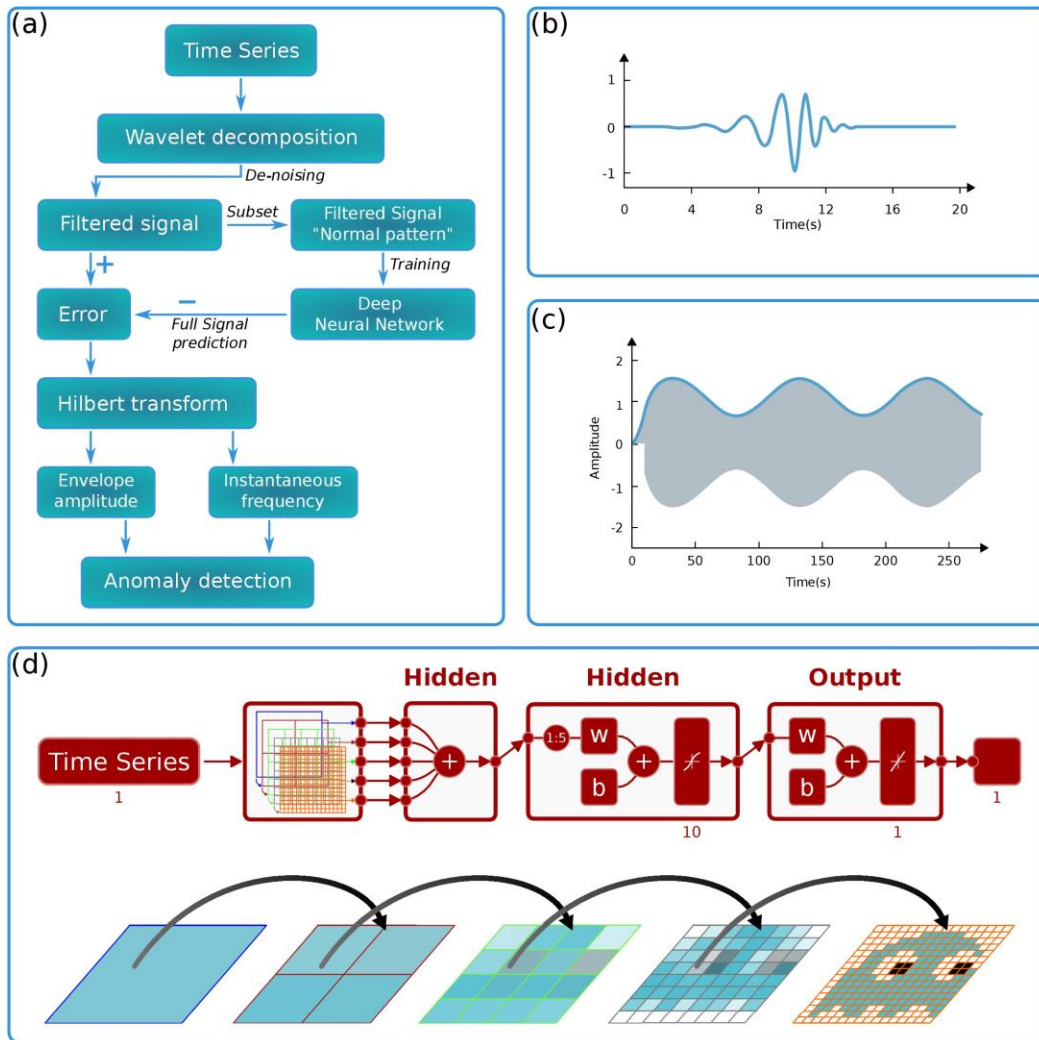 (a)
Time Series
Wavelet decomposition
De-noising
Filtered signal
Subset
Filtered Signal
"Normal pattern"
+
Training
Error
−
Full Signal
prediction
Deep
Neural Network
Hilbert transform
Envelope
amplitude
Instantaneous
frequency
Anomaly detection
(b)
1
0
-1
0 4 8 12 16 20
Time(s)
(c)
2
1
0
-1
-2
Amplitude
0 50 100 150 200 250
Time(s)
(d)
Hidden Hidden Output
Time Series
1
+
1:5
w
b
+
10
w
b
+
1
1